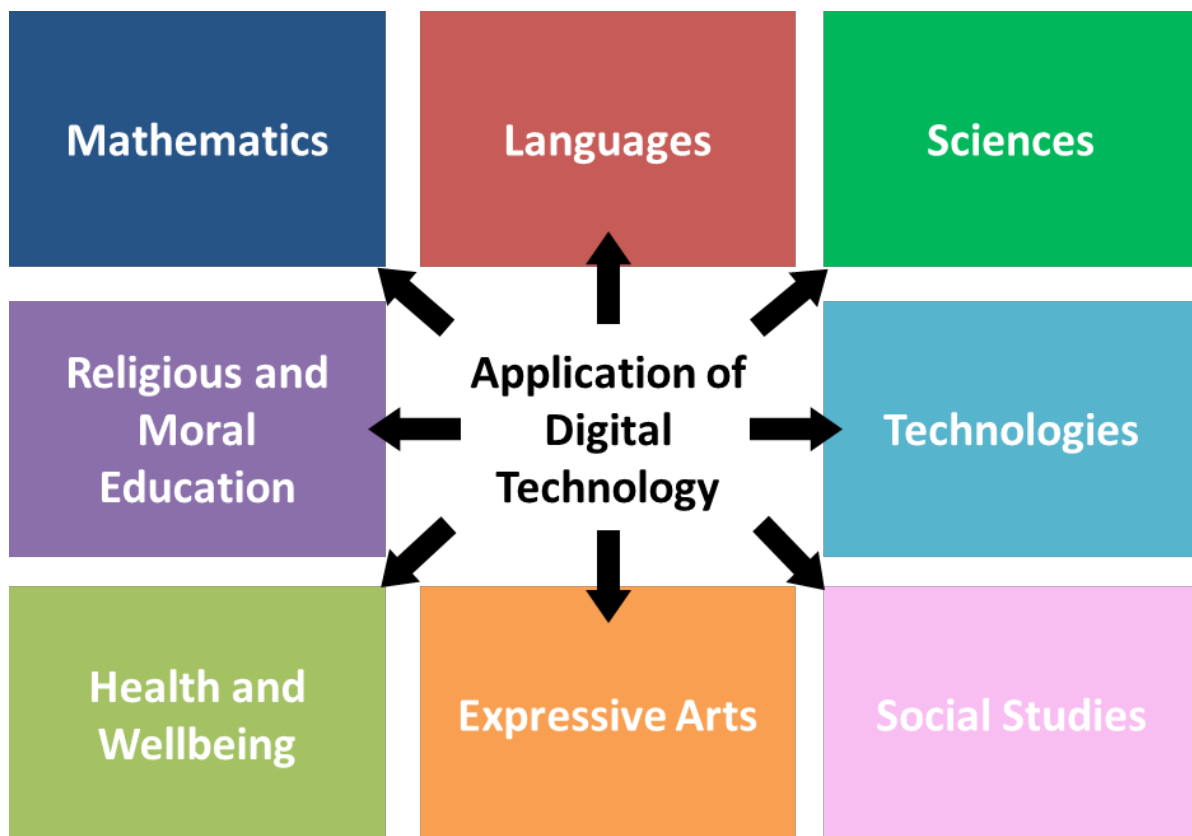 Mathematics
Languages
Sciences
Religious and
Moral
Education
Application of
Digital
Technology
Technologies
Health and
Wellbeing
Expressive Arts
Social Studies